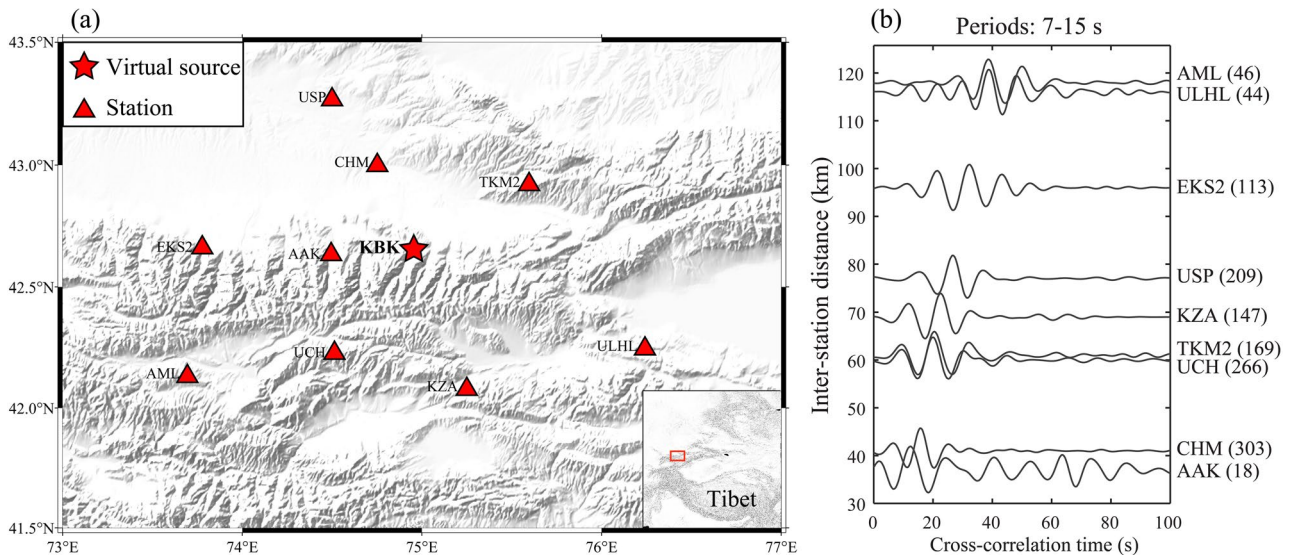 (a)
43.5°N
43.0°N
42.5°N
42.0°N
41.5°N
73°E
74°E
75°E
76°E
77°E
Virtual source
Station
USP
CHM
TKM2
EKS2
AAK
KBK
UCH
ULHL
AML
KZA
Tibet
(b)
Periods: 7-15 s
Inter-station distance (km)
120
110
100
90
80
70
60
50
40
30
0
20
40
60
80
100
Cross-correlation time (s)
AML (46)
ULHL (44)
EKS2 (113)
USP (209)
KZA (147)
TKM2 (169)
UCH (266)
CHM (303)
AAK (18)